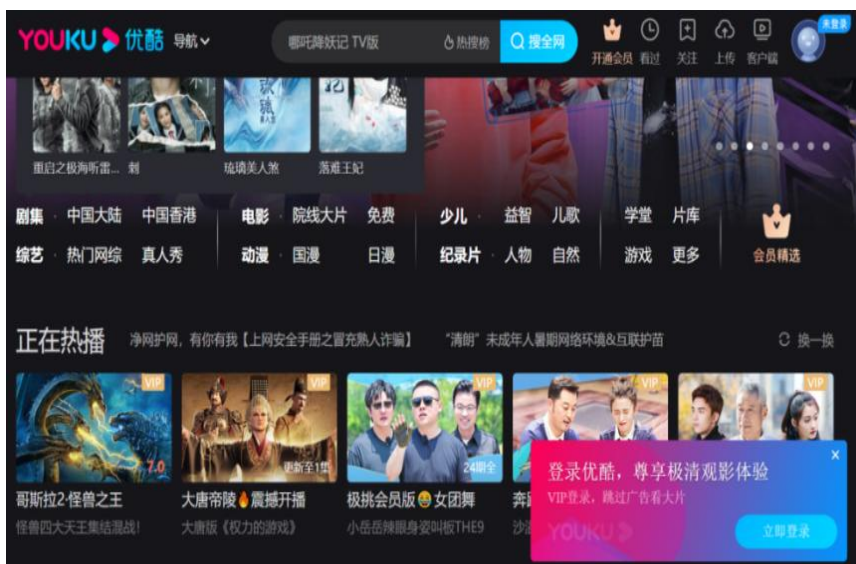 YOUKU 优酷 导航 哪吒降妖记 TV版 热搜榜 搜全网 开通会员 看过 关注 上传 客户端 未登录
重启之极海听雷... 刺 琉璃美人煞 落难王妃
剧集 · 中国大陆 中国香港 电影 · 院线大片 免费 少儿 · 益智 儿歌 学堂 片库
综艺 · 热门网综 真人秀 动漫 · 国漫 日漫 纪录片 · 人物 自然 游戏 更多 会员精选
正在热播 净网护网，有你有我【上网安全手册之冒充熟人诈骗】 “清朗”未成年人暑期网络环境&互联护苗 换一换
VIP VIP VIP VIP VIP
7.0 更新至1集 24期全
哥斯拉2·怪兽之王 大唐帝陵🔥震撼开播 极挑会员版😂女团舞 奔
怪兽四大天王集结混战! 大唐版《权力的游戏》 小岳岳辣眼身姿叫板THE9 沙
登录优酷，尊享极清观影体验 x
VIP登录，跳过广告看大片
YOUKU 立即登录